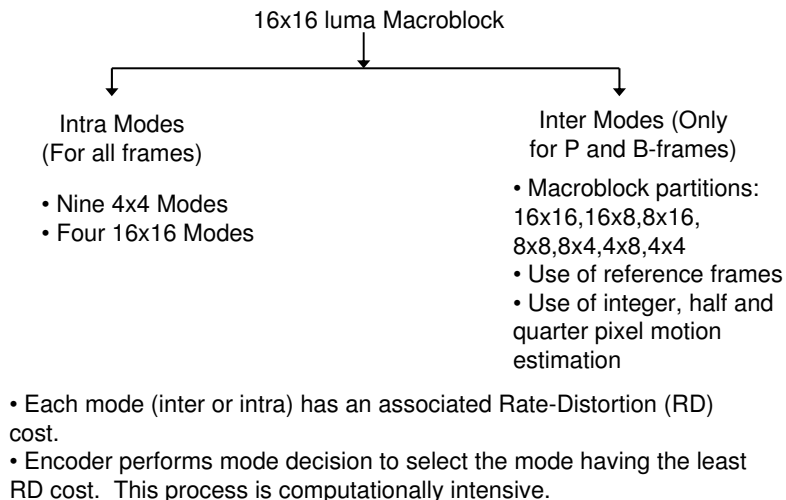 16x16 luma Macroblock
Intra Modes
(For all frames)
• Nine 4x4 Modes
• Four 16x16 Modes
Inter Modes (Only
for P and B-frames)
• Macroblock partitions:
16x16,16x8,8x16,
8x8,8x4,4x8,4x4
• Use of reference frames
• Use of integer, half and
quarter pixel motion
estimation
• Each mode (inter or intra) has an associated Rate-Distortion (RD)
cost.
• Encoder performs mode decision to select the mode having the least
RD cost. This process is computationally intensive.